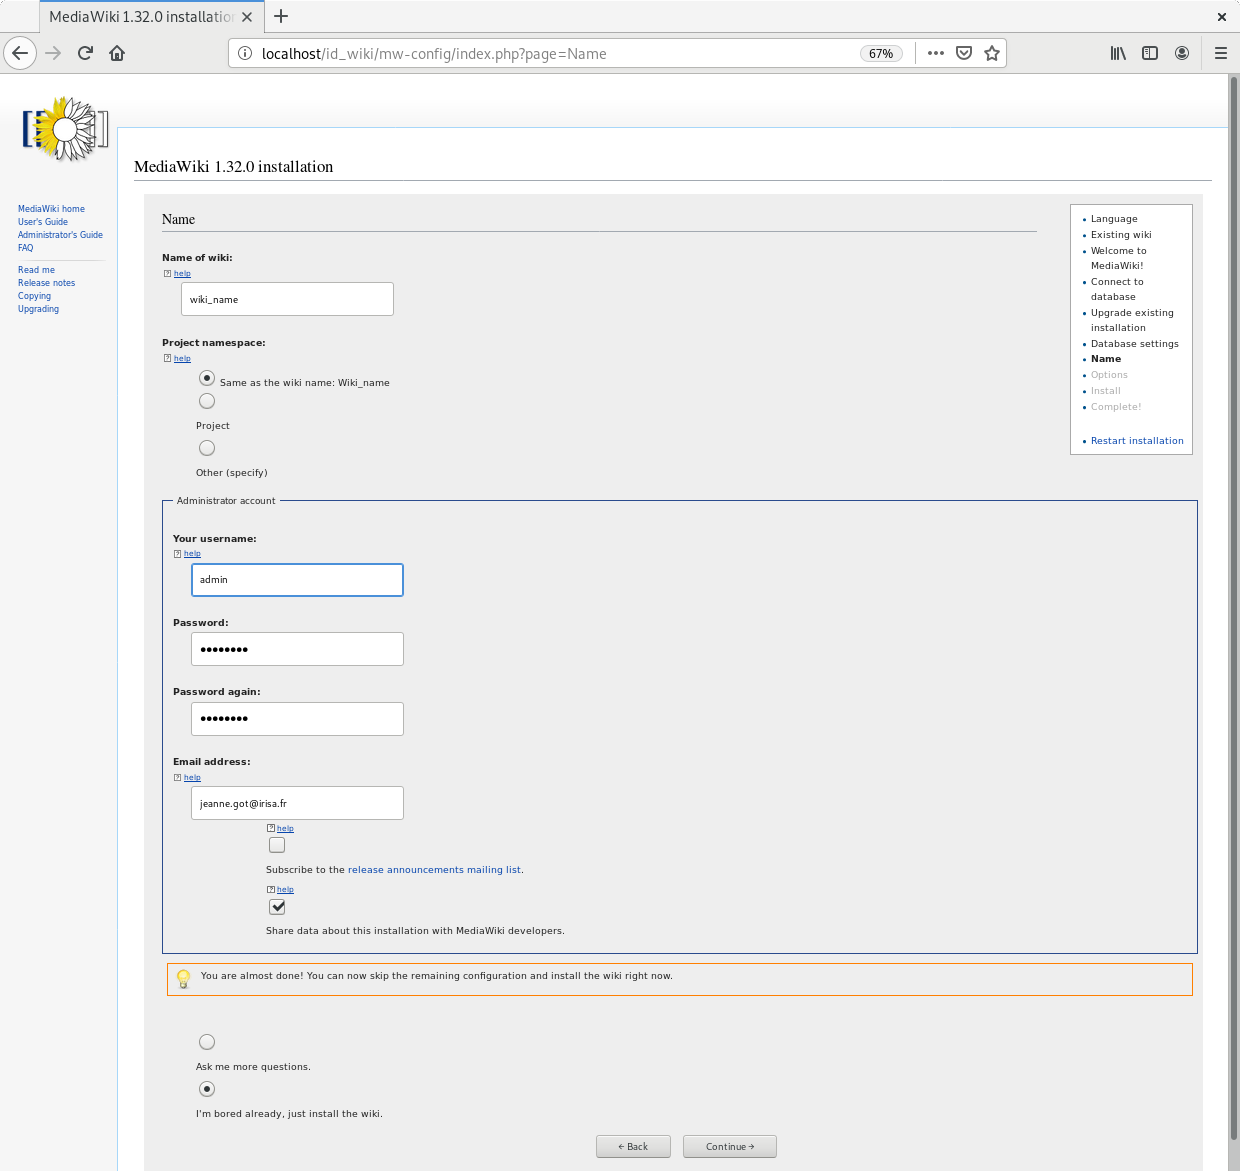 MediaWiki 1.32.0 installation
localhost/id_wiki/mw-config/index.php?page=Name
67%
MediaWiki home
User's Guide
Administrator's Guide
FAQ
Read me
Release notes
Copying
Upgrading
MediaWiki 1.32.0 installation
Name
Name of wiki:
help
wiki_name
Project namespace:
help
Same as the wiki name: Wiki_name
Project
Other (specify)
Administrator account
Your username:
help
admin
Password:
••••••••
Password again:
••••••••
Email address:
help
jeanne.got@irisa.fr
help
Subscribe to the release announcements mailing list.
help
Share data about this installation with MediaWiki developers.
You are almost done! You can now skip the remaining configuration and install the wiki right now.
Ask me more questions.
I'm bored already, just install the wiki.
← Back
Continue →
Language
Existing wiki
Welcome to
MediaWiki!
Connect to
database
Upgrade existing
installation
Database settings
Name
Options
Install
Complete!
Restart installation